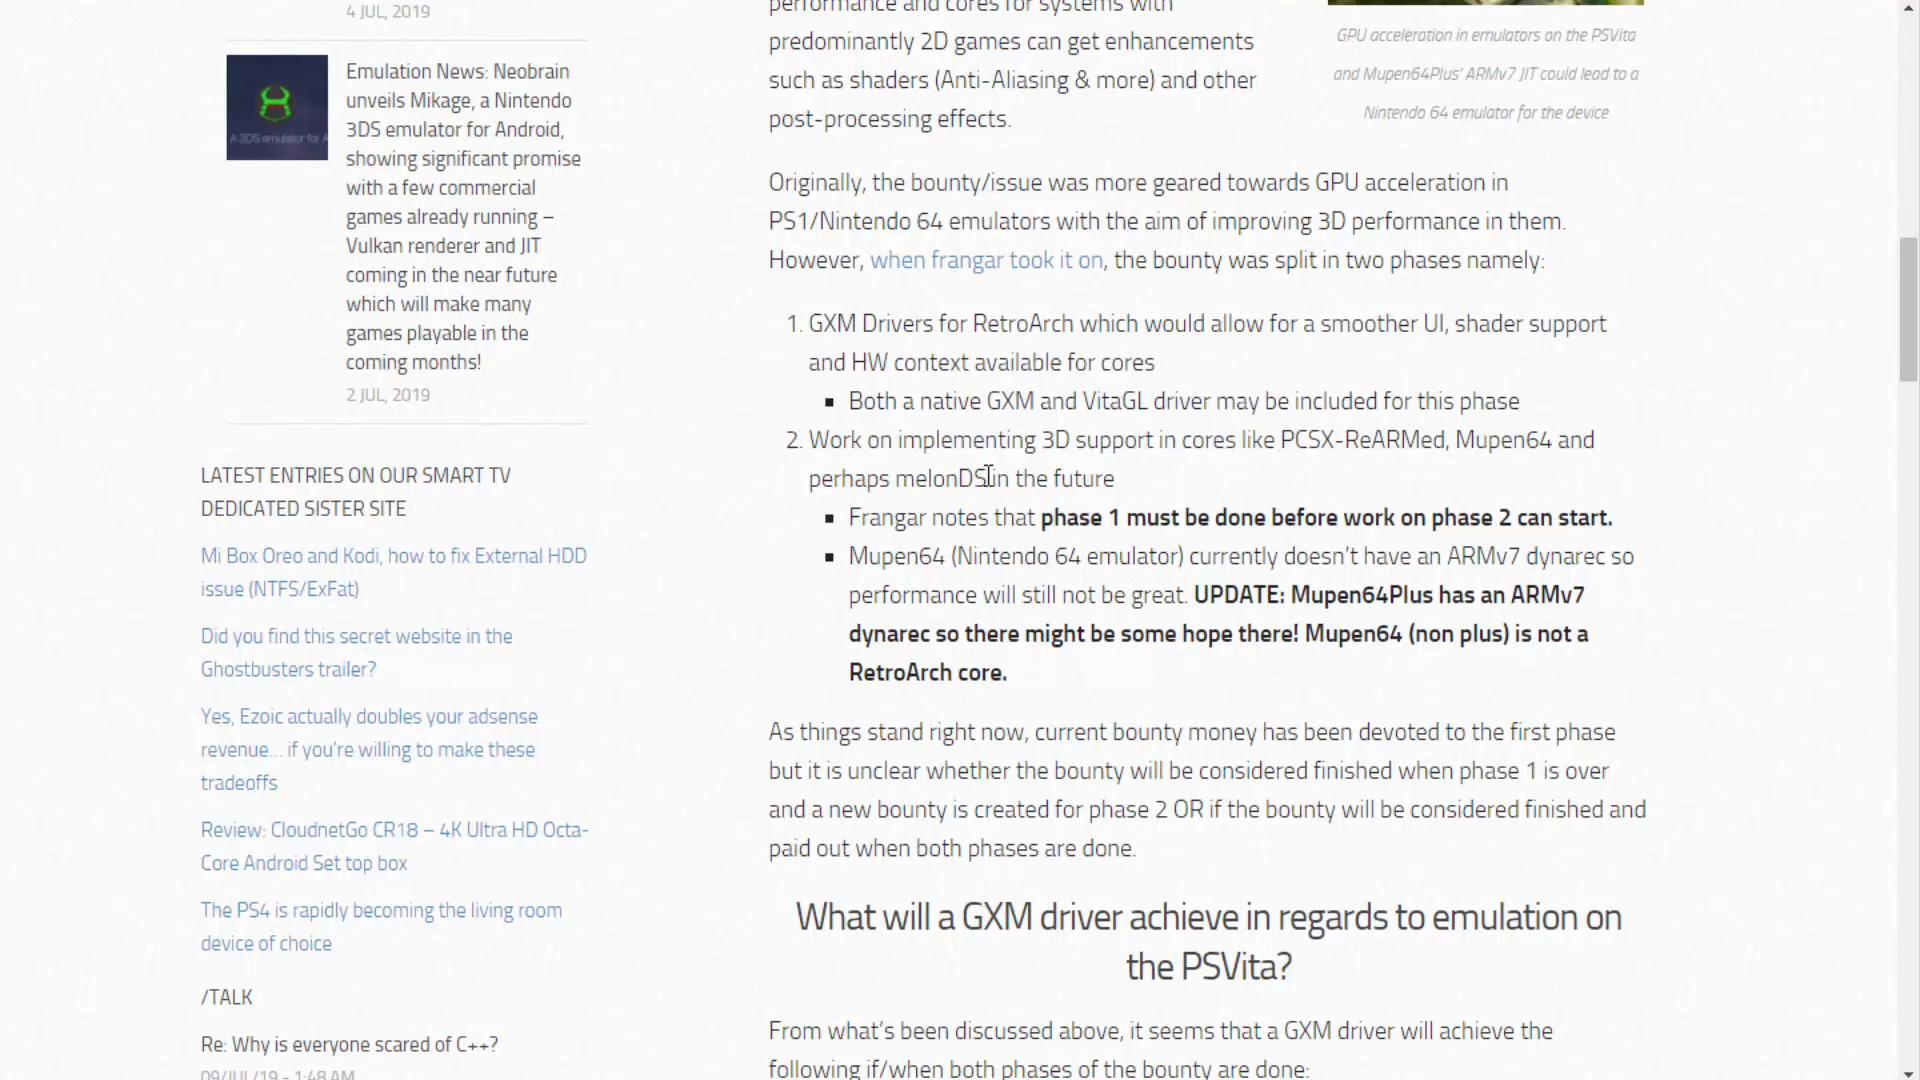 4 JUL, 2019
Emulation News: Neobrain
unveils Mikage, a Nintendo
3DS emulator for Android,
showing significant promise
with a few commercial
games already running –
Vulkan renderer and JIT
coming in the near future
which will make many
games playable in the
coming months!
2 JUL, 2019
A 3DS emulator for A
LATEST ENTRIES ON OUR SMART TV
DEDICATED SISTER SITE
Mi Box Oreo and Kodi, how to fix External HDD
issue (NTFS/ExFat)
Did you find this secret website in the
Ghostbusters trailer?
Yes, Ezoic actually doubles your adsense
revenue... if you're willing to make these
tradeoffs
Review: CloudnetGo CR18 – 4K Ultra HD Octa-
Core Android Set top box
The PS4 is rapidly becoming the living room
device of choice
/TALK
Re: Why is everyone scared of C++?
09/JUL/19 - 1:48 AM
performance and cores for systems with
predominantly 2D games can get enhancements
such as shaders (Anti-Aliasing & more) and other
post-processing effects.
GPU acceleration in emulators on the PSVita
and Mupen64Plus' ARMv7 JIT could lead to a
Nintendo 64 emulator for the device
Originally, the bounty/issue was more geared towards GPU acceleration in
PS1/Nintendo 64 emulators with the aim of improving 3D performance in them.
However, when frangar took it on, the bounty was split in two phases namely:
1. GXM Drivers for RetroArch which would allow for a smoother UI, shader support
and HW context available for cores
▪ Both a native GXM and VitaGL driver may be included for this phase
2. Work on implementing 3D support in cores like PCSX-ReARMed, Mupen64 and
perhaps melonDS in the future
▪ Frangar notes that phase 1 must be done before work on phase 2 can start.
▪ Mupen64 (Nintendo 64 emulator) currently doesn't have an ARMv7 dynarec so
performance will still not be great. UPDATE: Mupen64Plus has an ARMv7
dynarec so there might be some hope there! Mupen64 (non plus) is not a
RetroArch core.
As things stand right now, current bounty money has been devoted to the first phase
but it is unclear whether the bounty will be considered finished when phase 1 is over
and a new bounty is created for phase 2 OR if the bounty will be considered finished and
paid out when both phases are done.
What will a GXM driver achieve in regards to emulation on
the PSVita?
From what's been discussed above, it seems that a GXM driver will achieve the
following if/when both phases of the bounty are done: